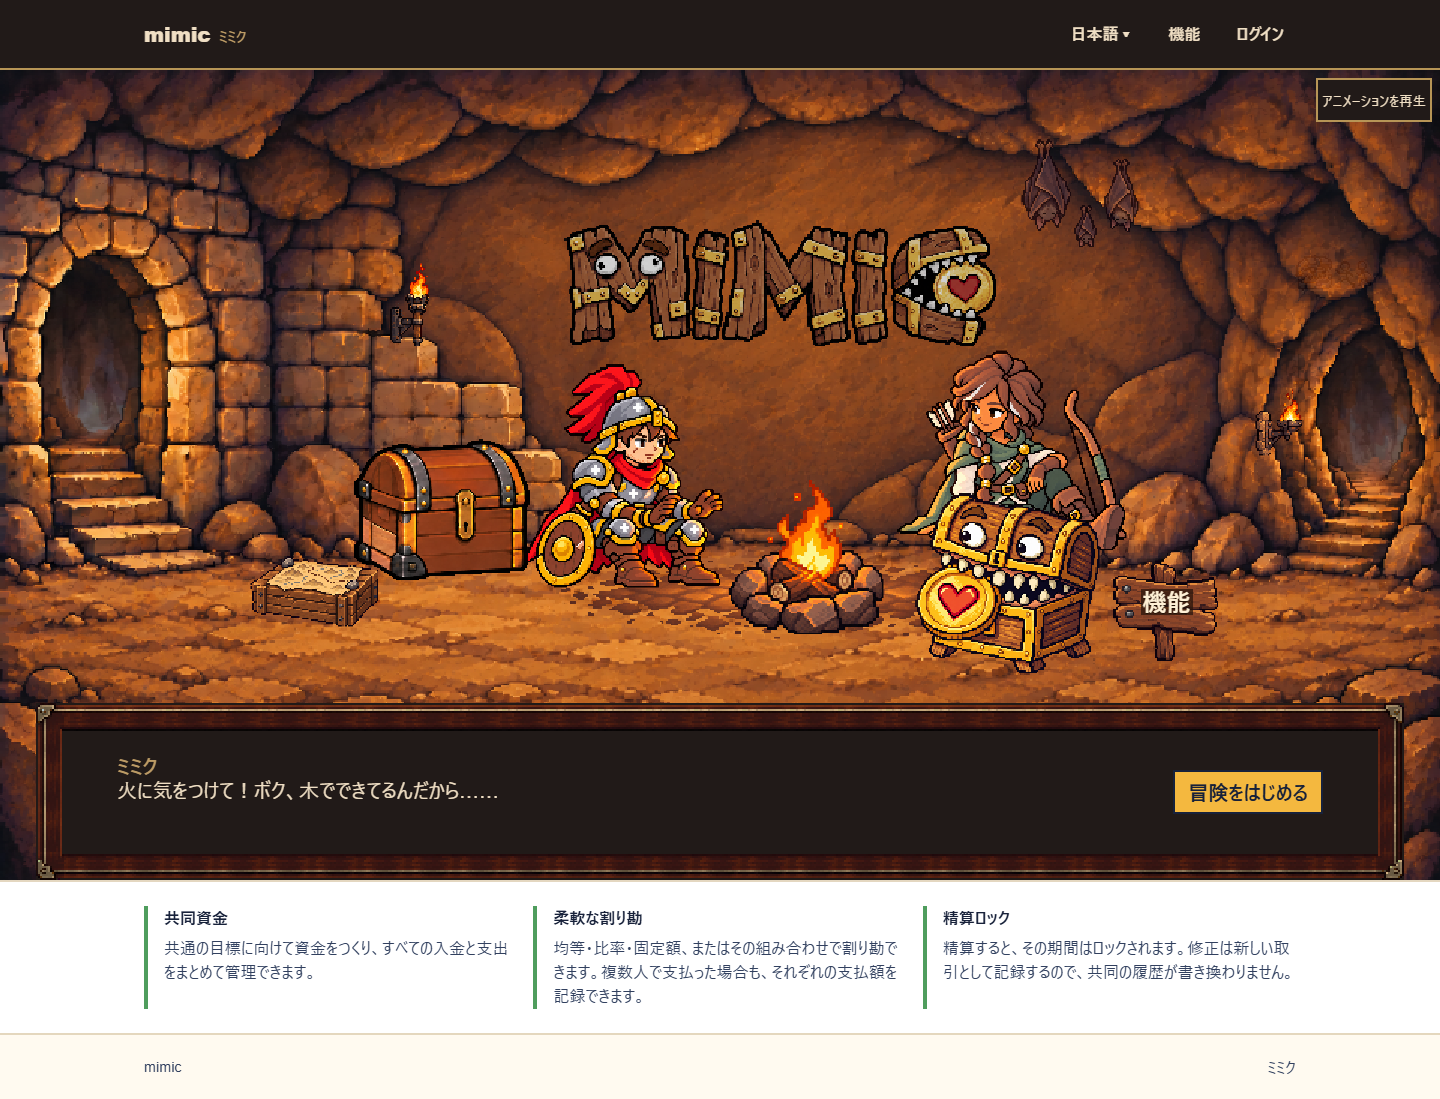 mimic ミミク
日本語 機能 ログイン
アニメーションを再生
MIMIC
機能
ミミク
火に気をつけて！ボク、木でできてるんだから……
冒険をはじめる
共同資金
共通の目標に向けて資金をつくり、すべての入金と支出
をまとめて管理できます。
柔軟な割り勘
均等・比率・固定額、またはその組み合わせで割り勘で
きます。複数人で支払った場合も、それぞれの支払額を
記録できます。
精算ロック
精算すると、その期間はロックされます。修正は新しい取
引として記録するので、共同の履歴が書き換わりません。
mimic
ミミク